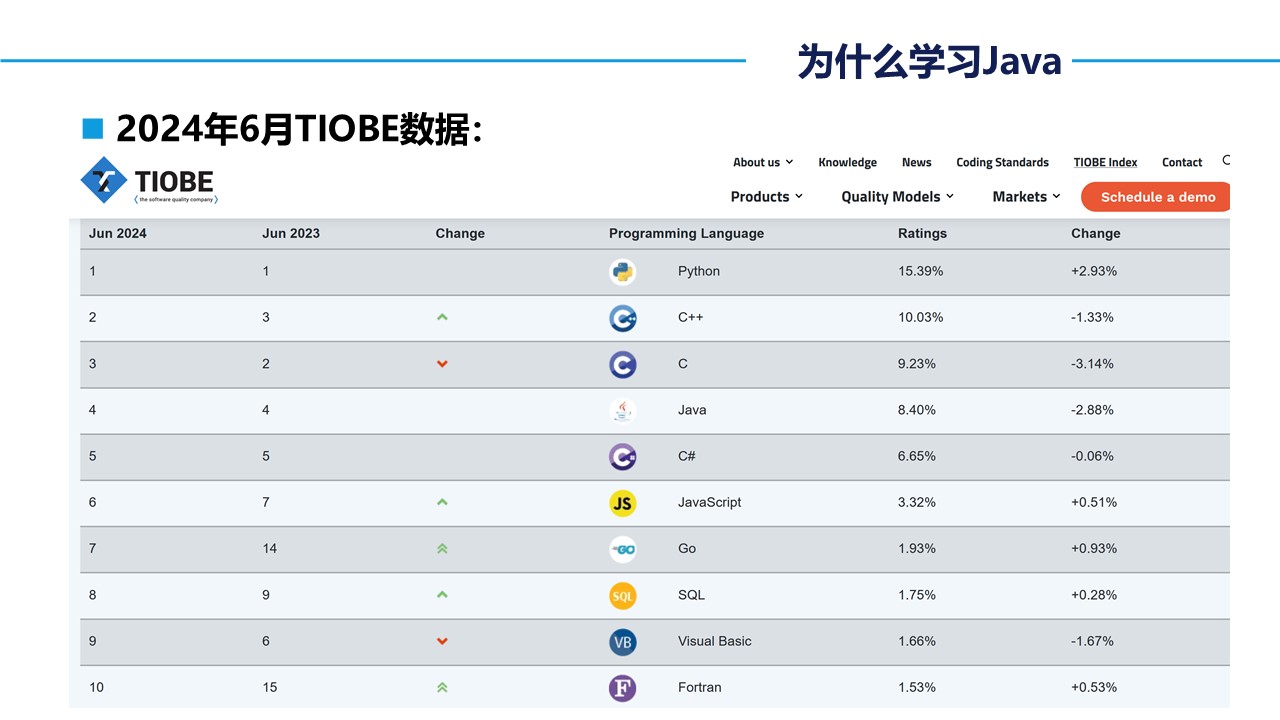 为什么学习Java
2024年6月TIOBE数据：
TIOBE
the software quality company
About us Knowledge News Coding Standards TIOBE Index Contact
Products Quality Models Markets Schedule a demo
Jun 2024 Jun 2023 Change Programming Language Ratings Change
1 1 Python 15.39% +2.93%
2 3 C++ 10.03% -1.33%
3 2 C 9.23% -3.14%
4 4 Java 8.40% -2.88%
5 5 C# 6.65% -0.06%
6 7 JS JavaScript 3.32% +0.51%
7 14 GO Go 1.93% +0.93%
8 9 SQL SQL 1.75% +0.28%
9 6 VB Visual Basic 1.66% -1.67%
10 15 F Fortran 1.53% +0.53%